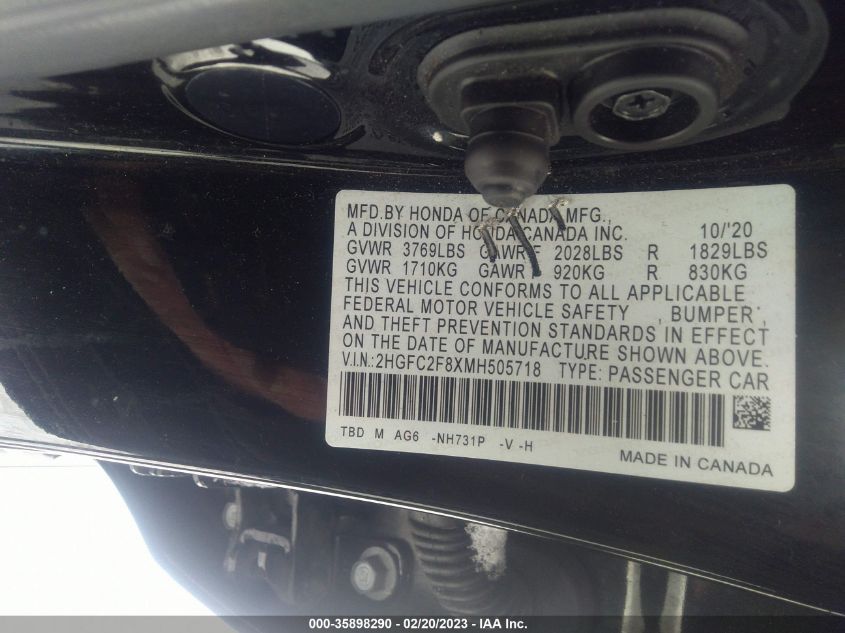 MFD.BY HONDA OF CANADA MFG.,
A DIVISION OF HONDA CANADA INC. 10/'20
GVWR 3769LBS GAWR F 2028LBS R 1829LBS
GVWR 1710KG GAWR F 920KG R 830KG
THIS VEHICLE CONFORMS TO ALL APPLICABLE
FEDERAL MOTOR VEHICLE SAFETY , BUMPER ,
AND THEFT PREVENTION STANDARDS IN EFFECT
ON THE DATE OF MANUFACTURE SHOWN ABOVE.
V.I.N.:2HGFC2F8XMH505718 TYPE: PASSENGER CAR
TBD M AG6 -NH731P -V -H
MADE IN CANADA
000-35898290 - 02/20/2023 - IAA Inc.